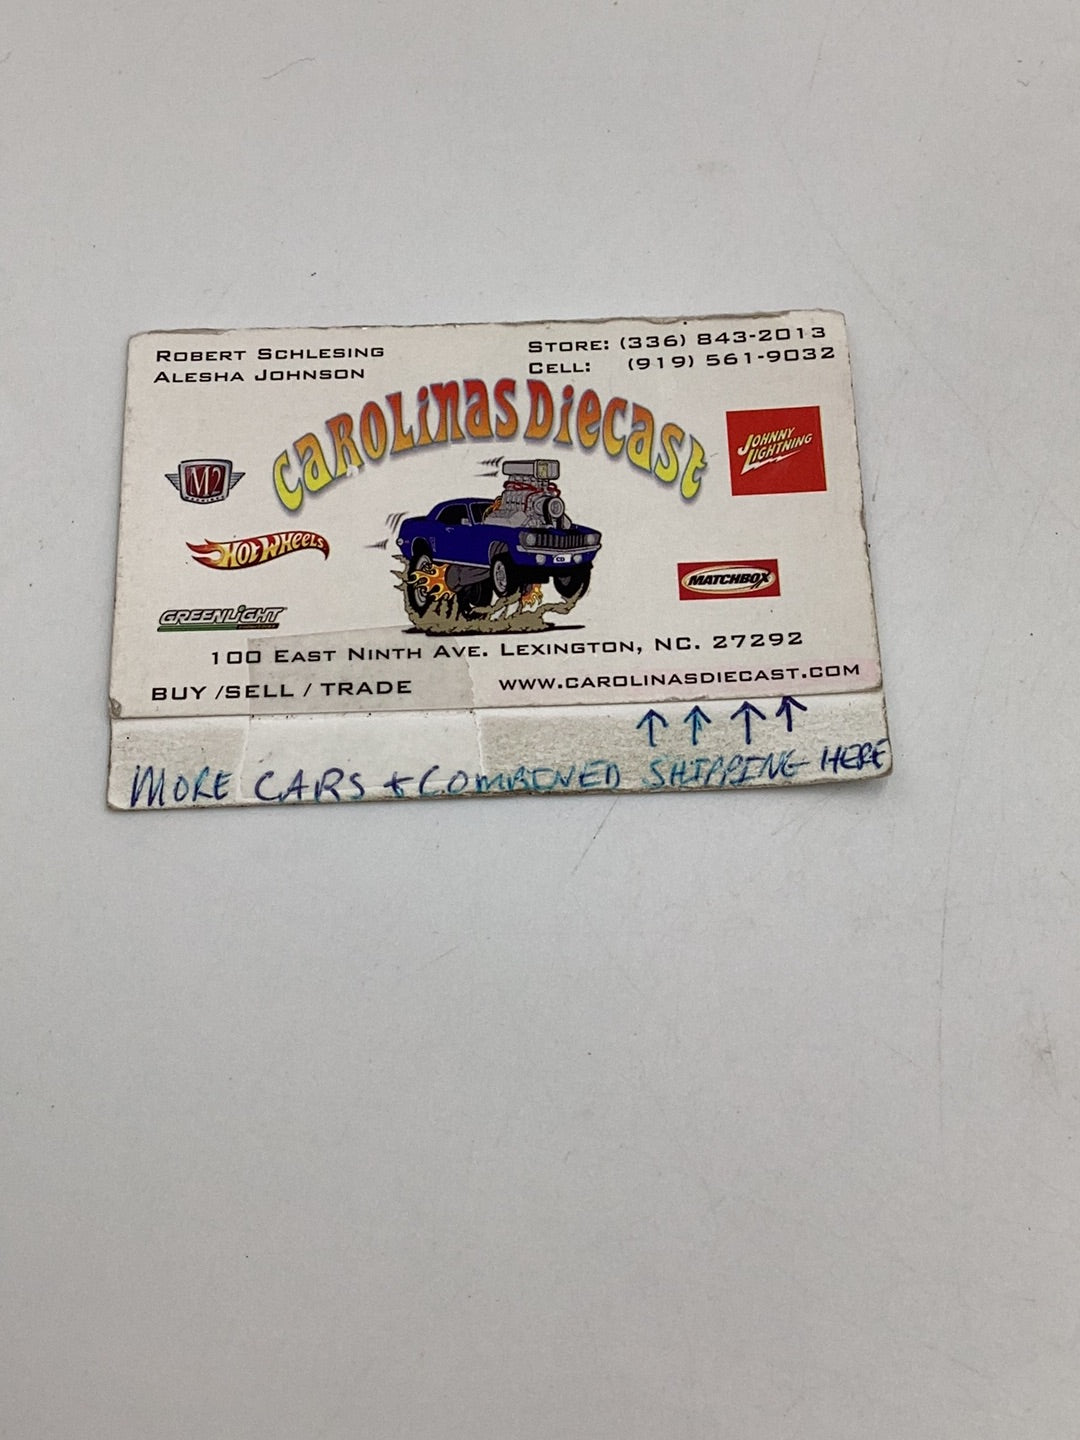 ROBERT SCHLESING
ALESHA JOHNSON
STORE: (336) 843-2013
CELL: (919) 561-9032
CAROLINAS DIECAST
M2
JOHNNY LIGHTNING
HOT WHEELS
MATCHBOX
GREENLIGHT
100 EAST NINTH AVE. LEXINGTON, NC. 27292
BUY /SELL / TRADE
WWW.CAROLINASDIECAST.COM
MORE CARS + COMBINED SHIPPING HERE